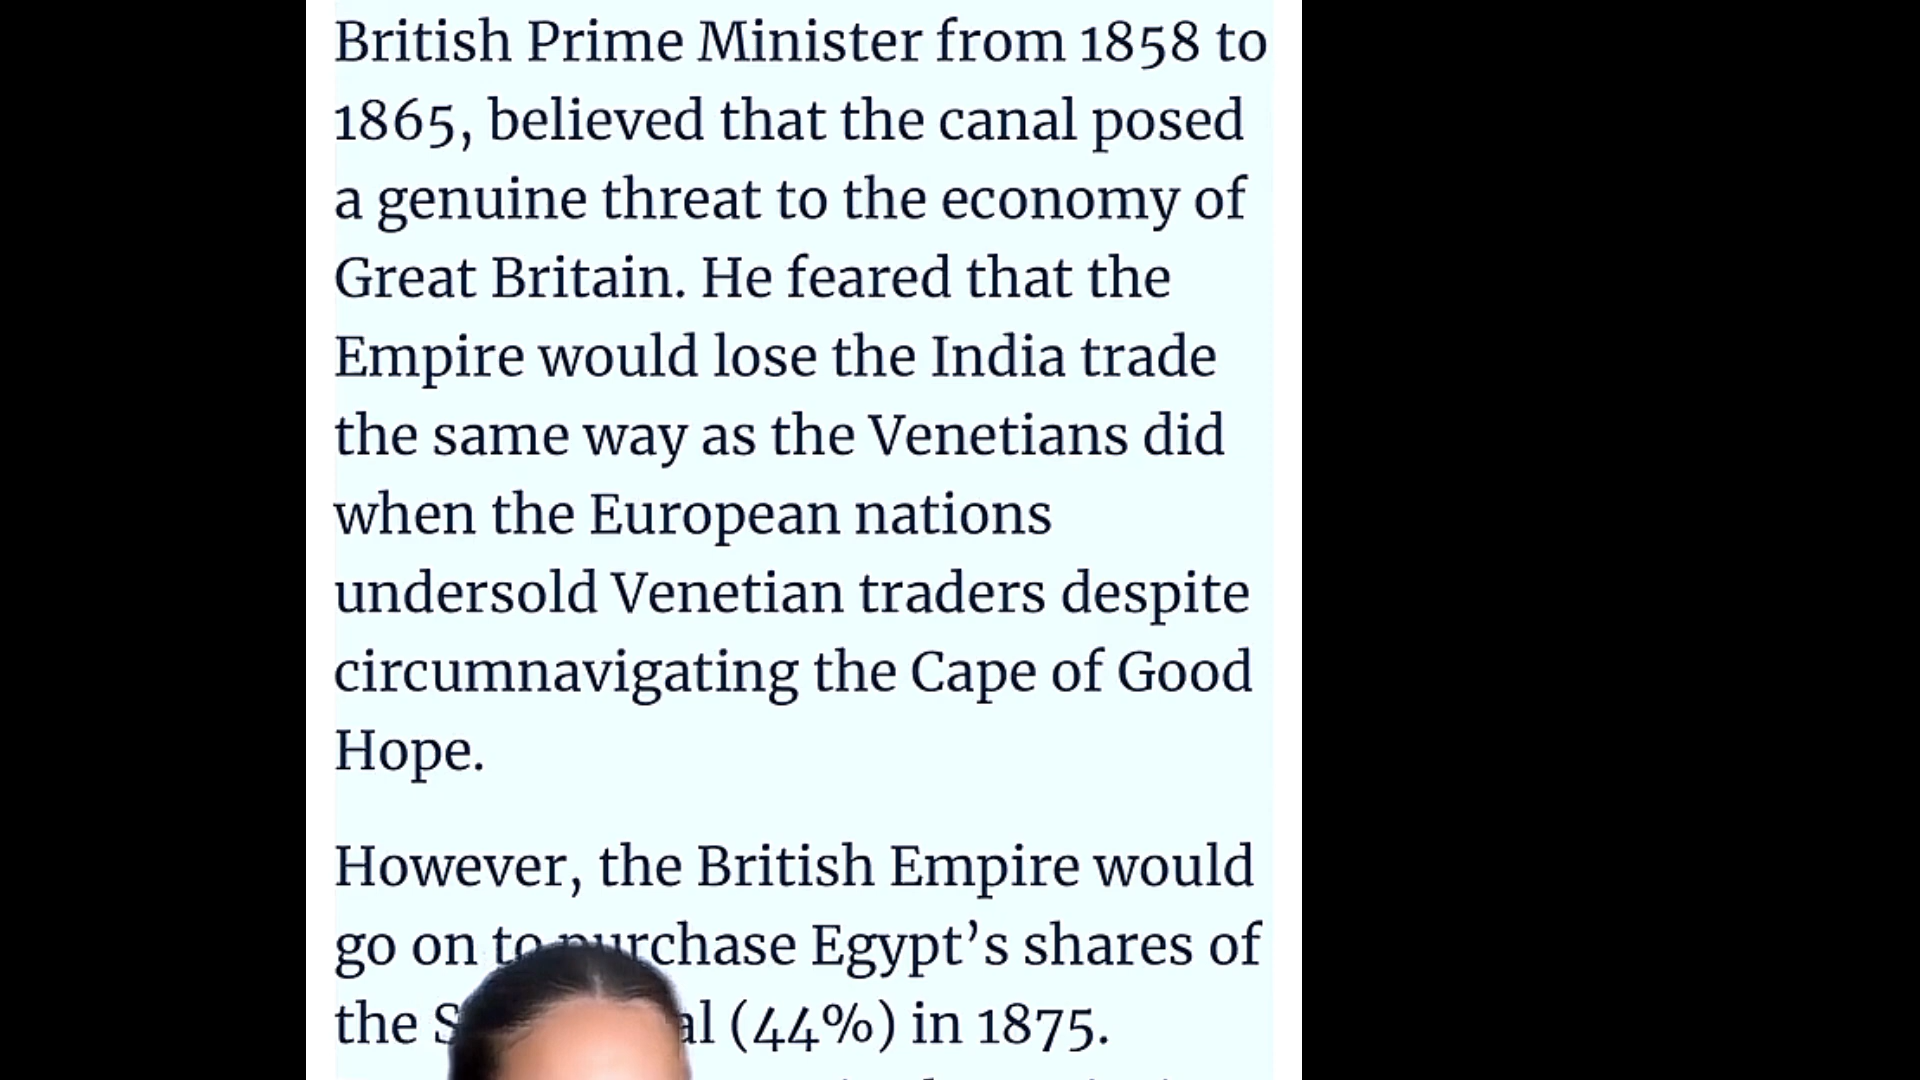 British Prime Minister from 1858 to
1865, believed that the canal posed
a genuine threat to the economy of
Great Britain. He feared that the
Empire would lose the India trade
the same way as the Venetians did
when the European nations
undersold Venetian traders despite
circumnavigating the Cape of Good
Hope.
However, the British Empire would
go on to purchase Egypt’s shares of
the (44%) in 1875.